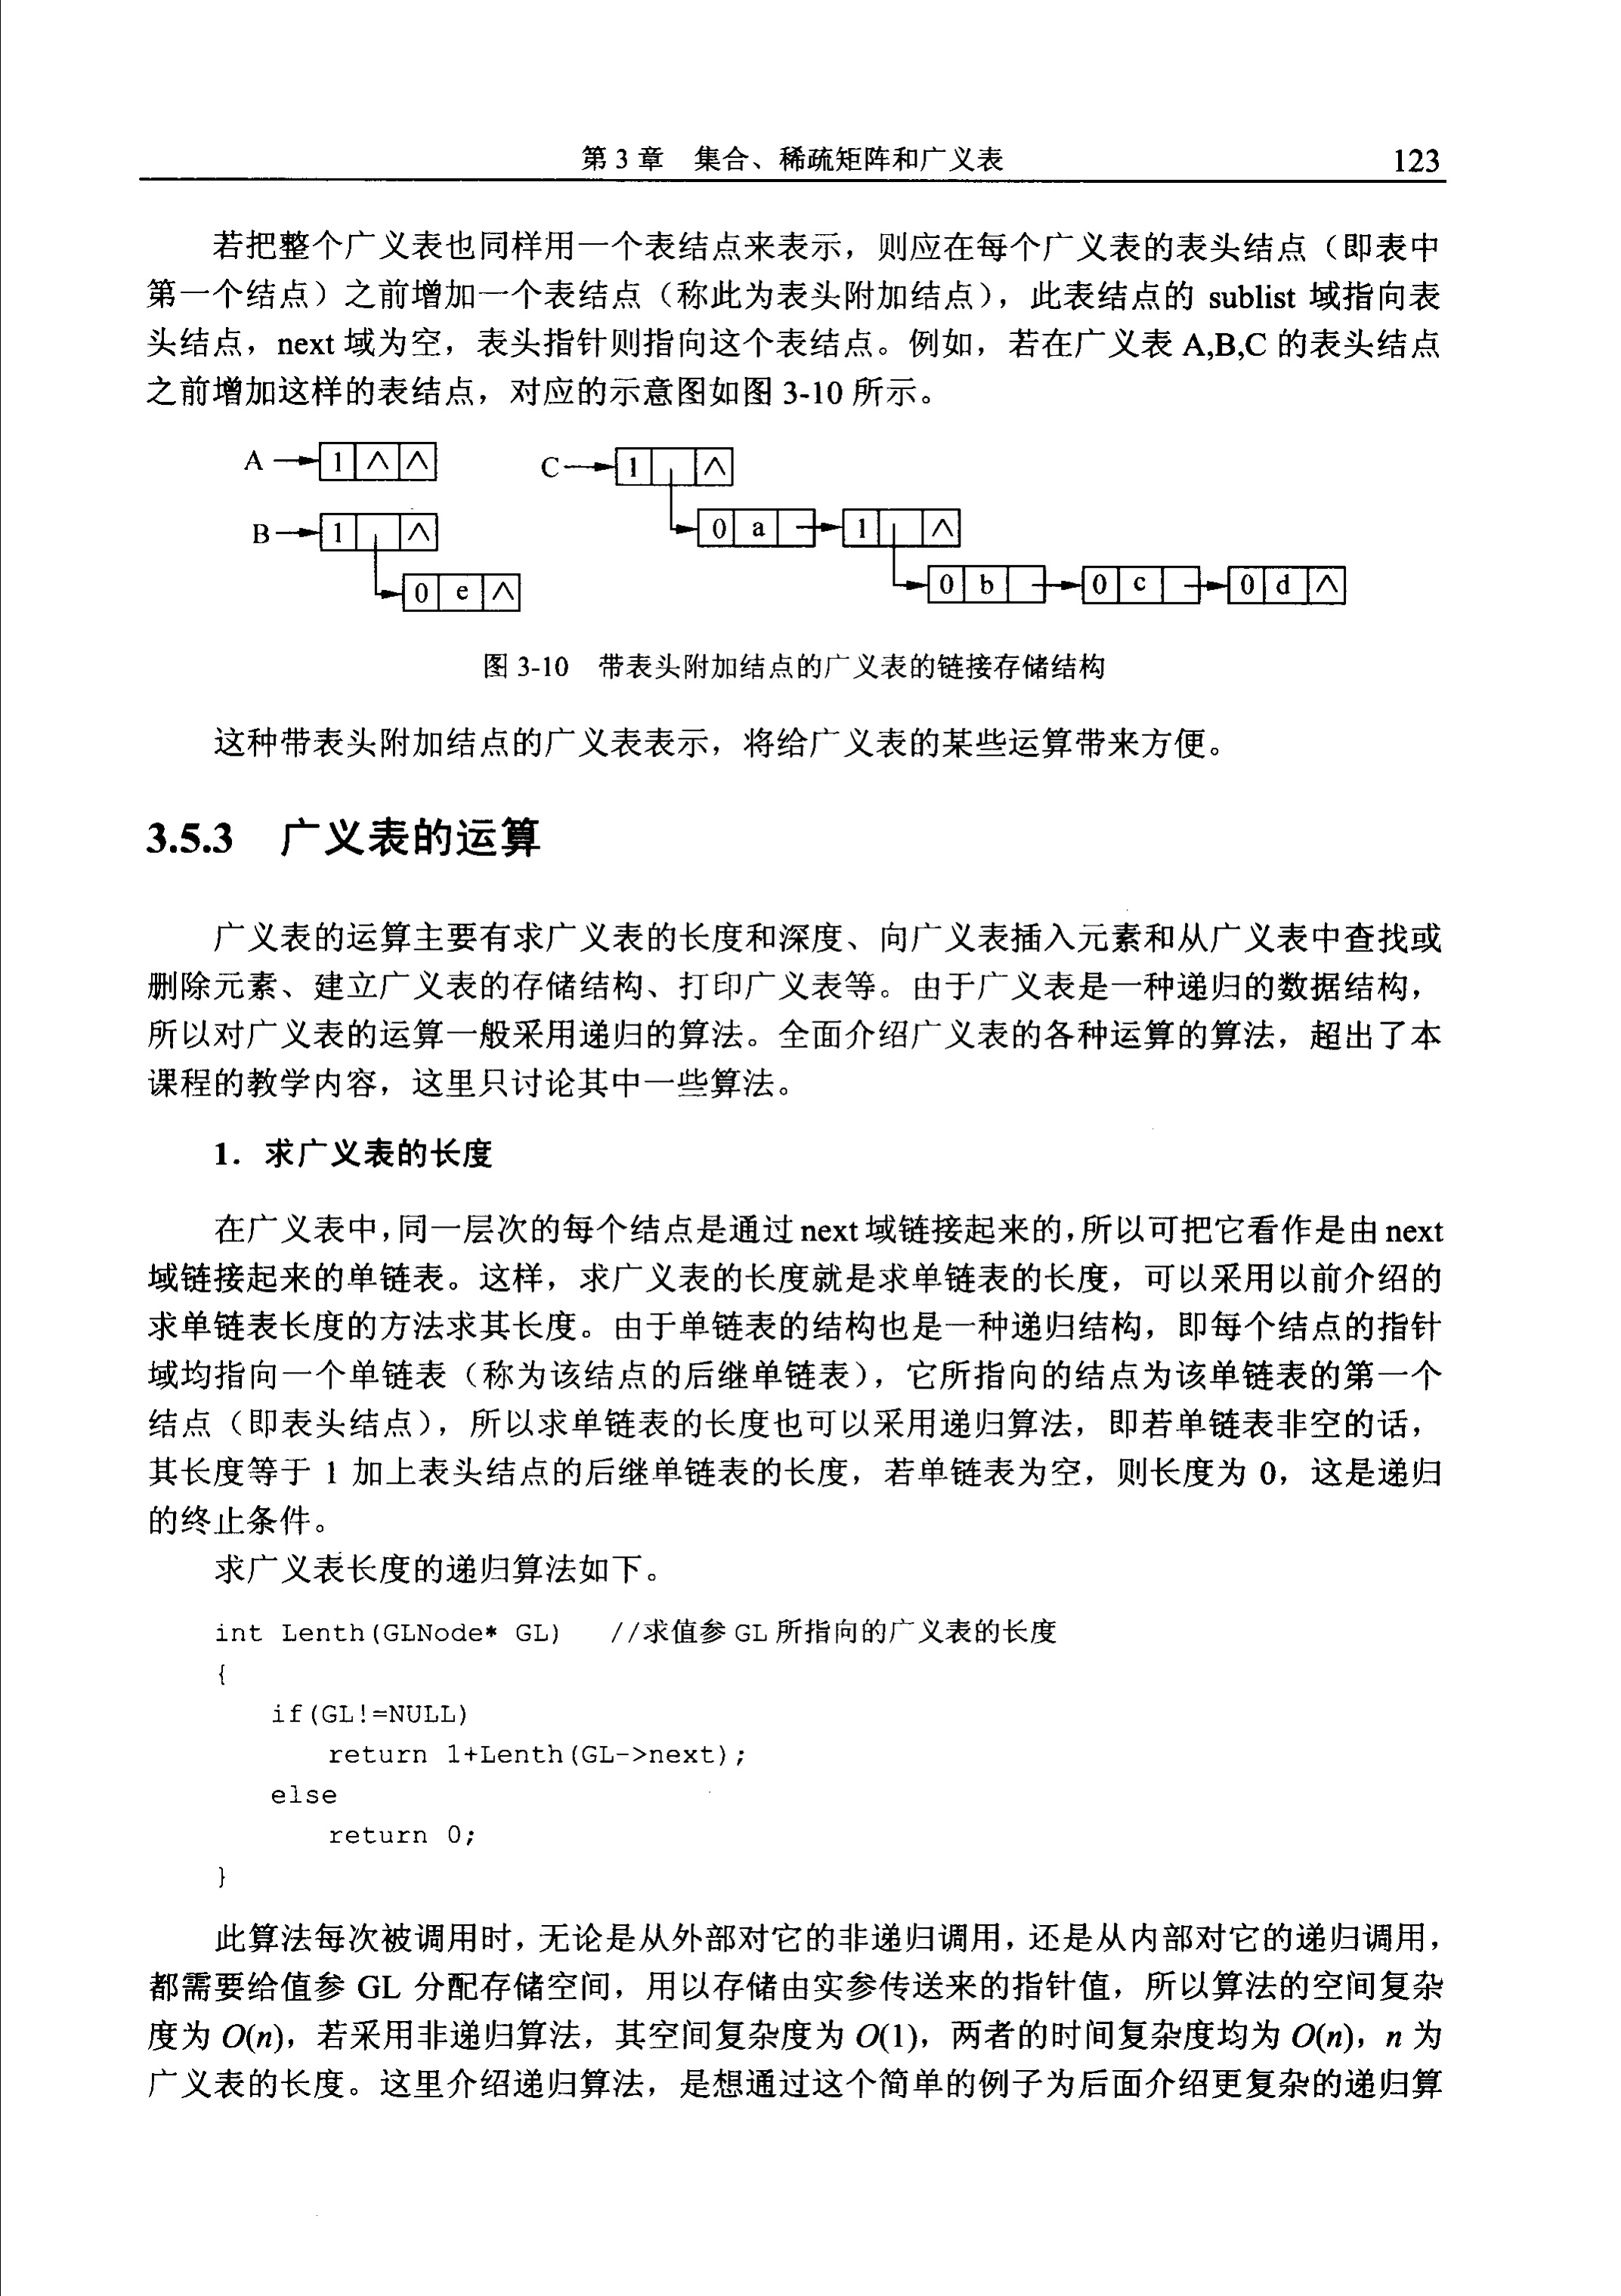 第 3 章　集合、稀疏矩阵和广义表　　123
若把整个广义表也同样用一个表结点来表示，则应在每个广义表的表头结点（即表中
第一个结点）之前增加一个表结点（称此为表头附加结点），此表结点的 sublist 域指向表
头结点，next 域为空，表头指针则指向这个表结点。例如，若在广义表 A,B,C 的表头结点
之前增加这样的表结点，对应的示意图如图 3-10 所示。
A 1 ∧ ∧　C 1 ∧
B 1 ∧　0 a 1 ∧
0 e ∧　0 b 0 c 0 d ∧
图 3-10　带表头附加结点的广义表的链接存储结构
这种带表头附加结点的广义表表示，将给广义表的某些运算带来方便。
3.5.3　广义表的运算
广义表的运算主要有求广义表的长度和深度、向广义表插入元素和从广义表中查找或
删除元素、建立广义表的存储结构、打印广义表等。由于广义表是一种递归的数据结构，
所以对广义表的运算一般采用递归的算法。全面介绍广义表的各种运算的算法，超出了本
课程的教学内容，这里只讨论其中一些算法。
1．求广义表的长度
在广义表中，同一层次的每个结点是通过 next 域链接起来的，所以可把它看作是由 next
域链接起来的单链表。这样，求广义表的长度就是求单链表的长度，可以采用以前介绍的
求单链表长度的方法求其长度。由于单链表的结构也是一种递归结构，即每个结点的指针
域均指向一个单链表（称为该结点的后继单链表），它所指向的结点为该单链表的第一个
结点（即表头结点），所以求单链表的长度也可以采用递归算法，即若单链表非空的话，
其长度等于 1 加上表头结点的后继单链表的长度，若单链表为空，则长度为 0，这是递归
的终止条件。
求广义表长度的递归算法如下。
int Lenth(GLNode* GL)　//求值参 GL 所指向的广义表的长度
{
if(GL!=NULL)
return 1+Lenth(GL->next);
else
return 0;
}
此算法每次被调用时，无论是从外部对它的非递归调用，还是从内部对它的递归调用，
都需要给值参 GL 分配存储空间，用以存储由实参传送来的指针值，所以算法的空间复杂
度为 O(n)，若采用非递归算法，其空间复杂度为 O(1)，两者的时间复杂度均为 O(n)，n 为
广义表的长度。这里介绍递归算法，是想通过这个简单的例子为后面介绍更复杂的递归算